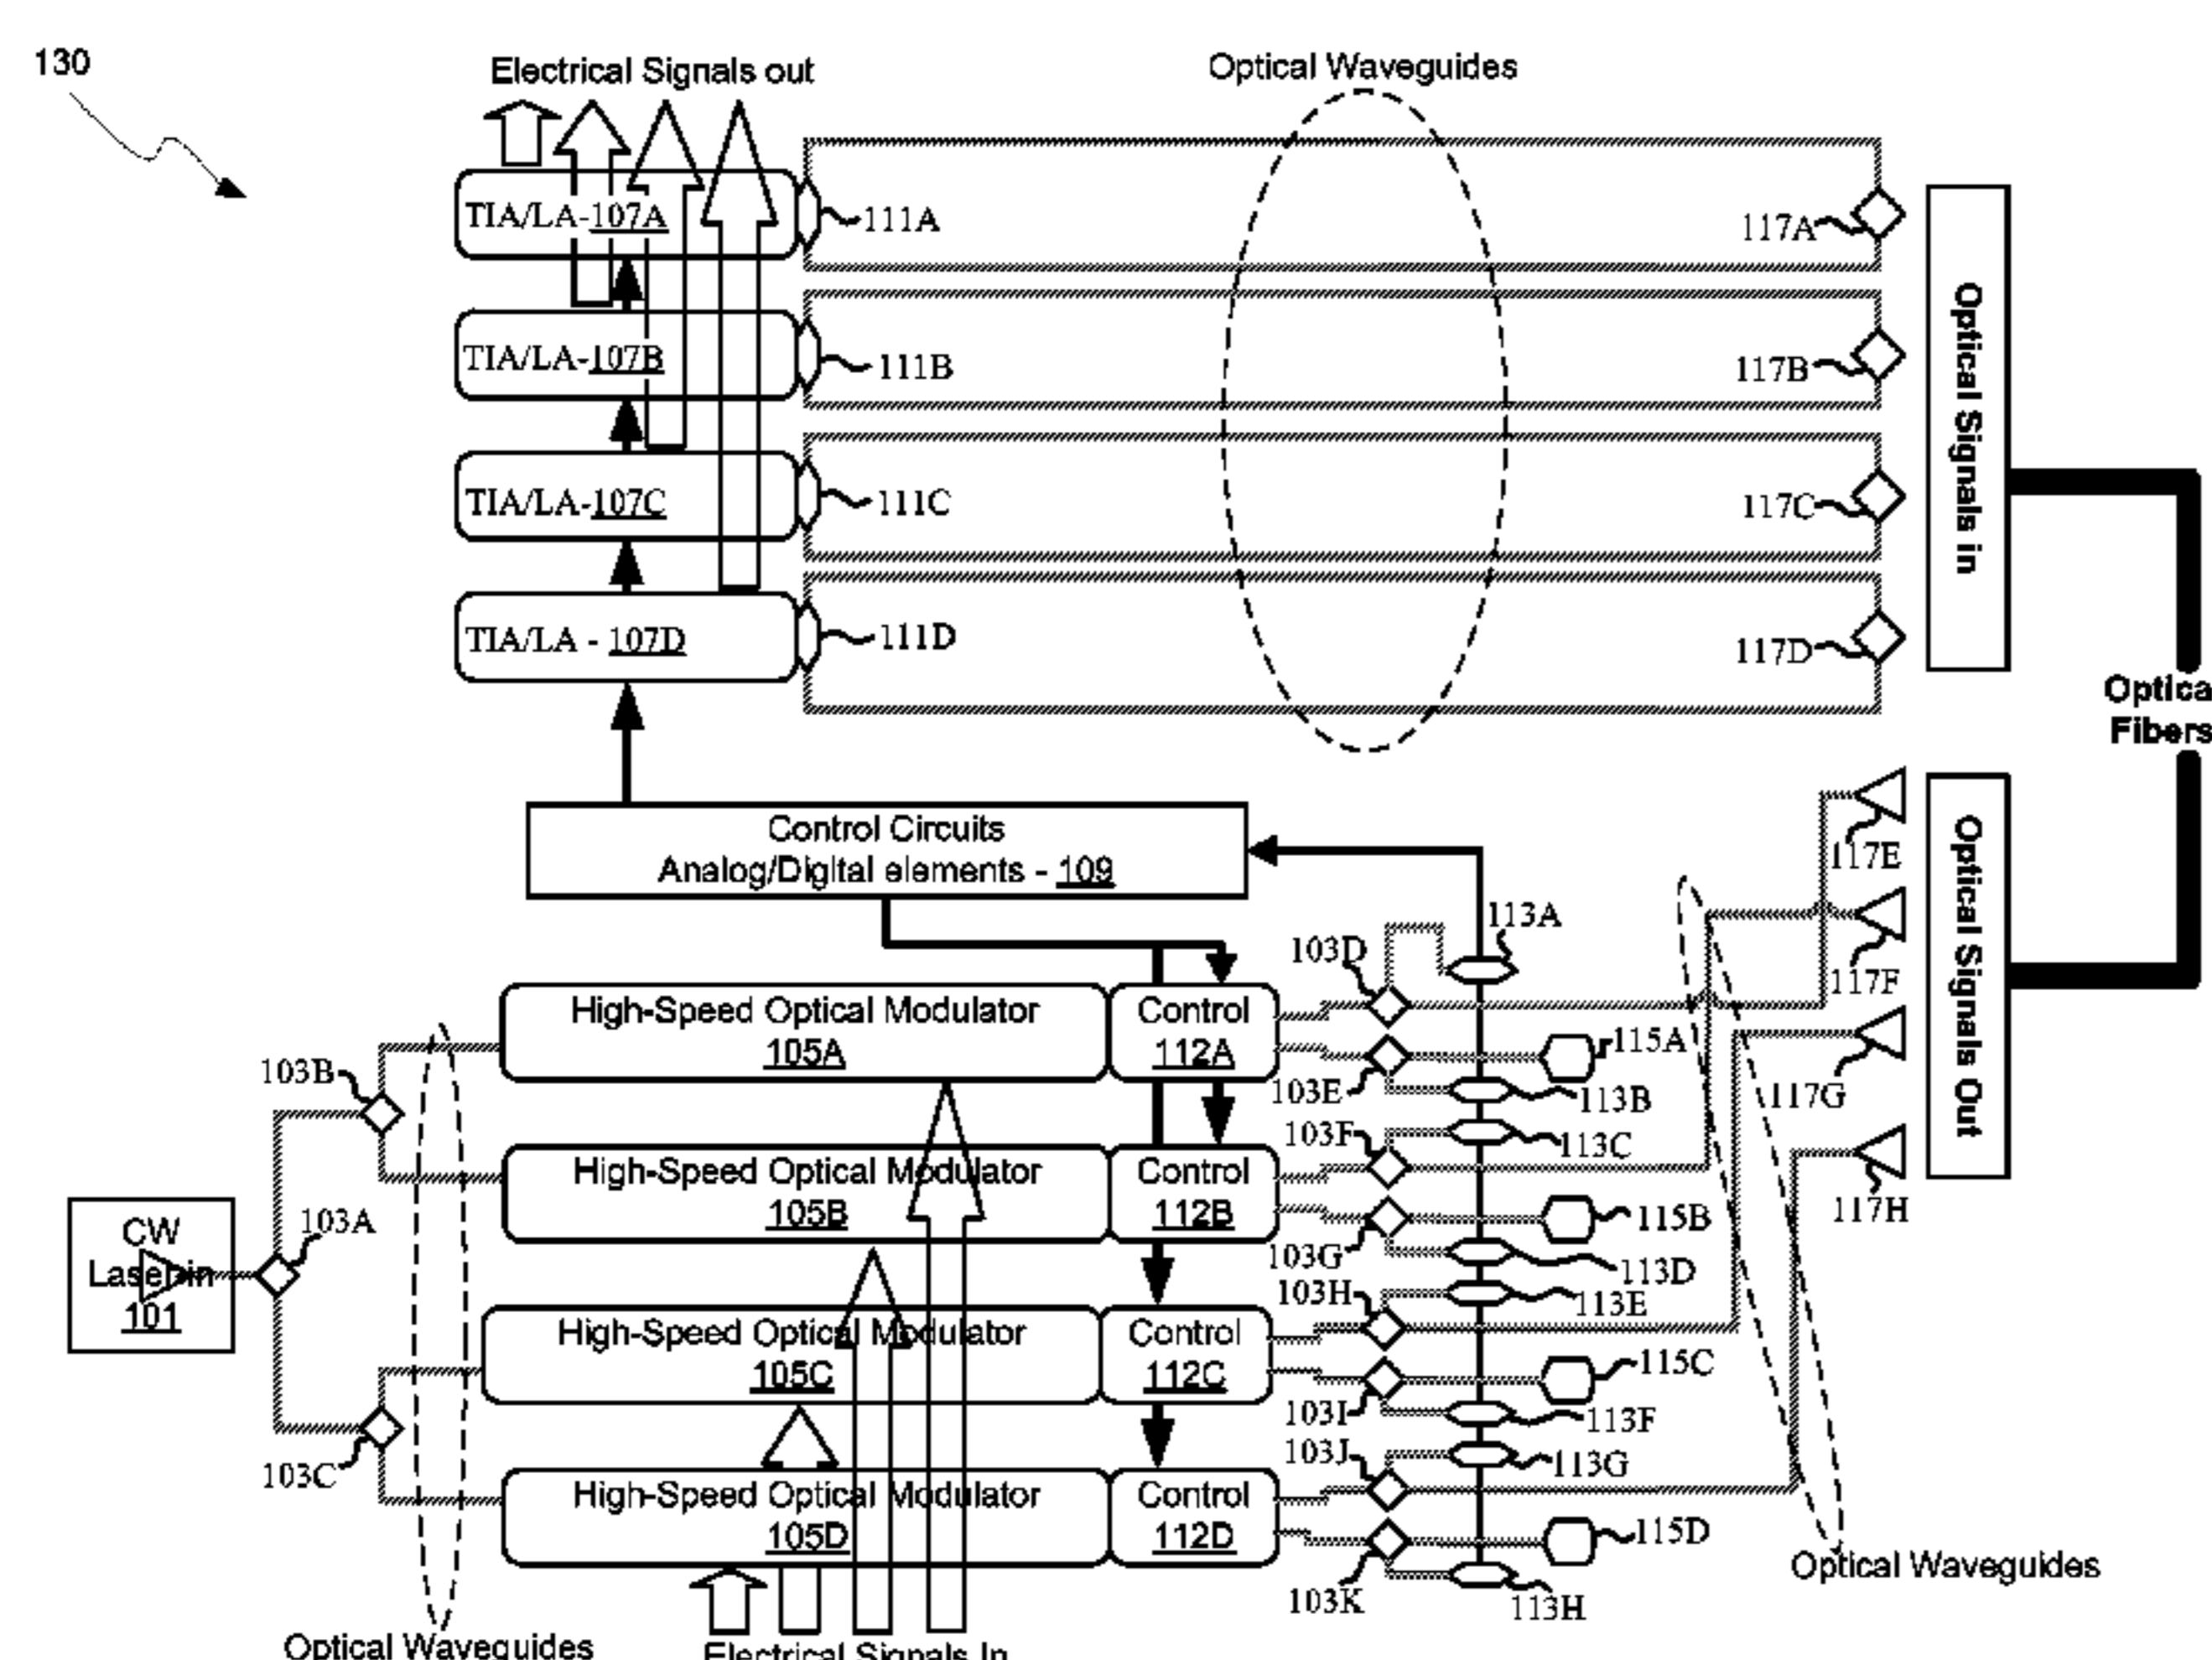 130
Electrical Signals out
Optical Waveguides
TIA/LA-107A
111A
117A
TIA/LA-107B
111B
117B
TIA/LA-107C
111C
117C
TIA/LA - 107D
111D
117D
Optical Signals in
Optica
Fibers
Control Circuits
Analog/Digital elements - 109
117E
113A
103D
117F
High-Speed Optical Modulator
105A
Control
112A
115A
103B
103E
113B
117G
Optical Signals Out
103F
113C
High-Speed Optical Modulator
105B
Control
112B
115B
117H
103A
CW
Laser in
101
103G
113D
103H
113E
High-Speed Optical Modulator
105C
Control
112C
115C
103I
113F
103J
113G
103C
High-Speed Optical Modulator
105D
Control
112D
115D
Optical Waveguides
103K
113H
Optical Waveguides
Electrical Signals In